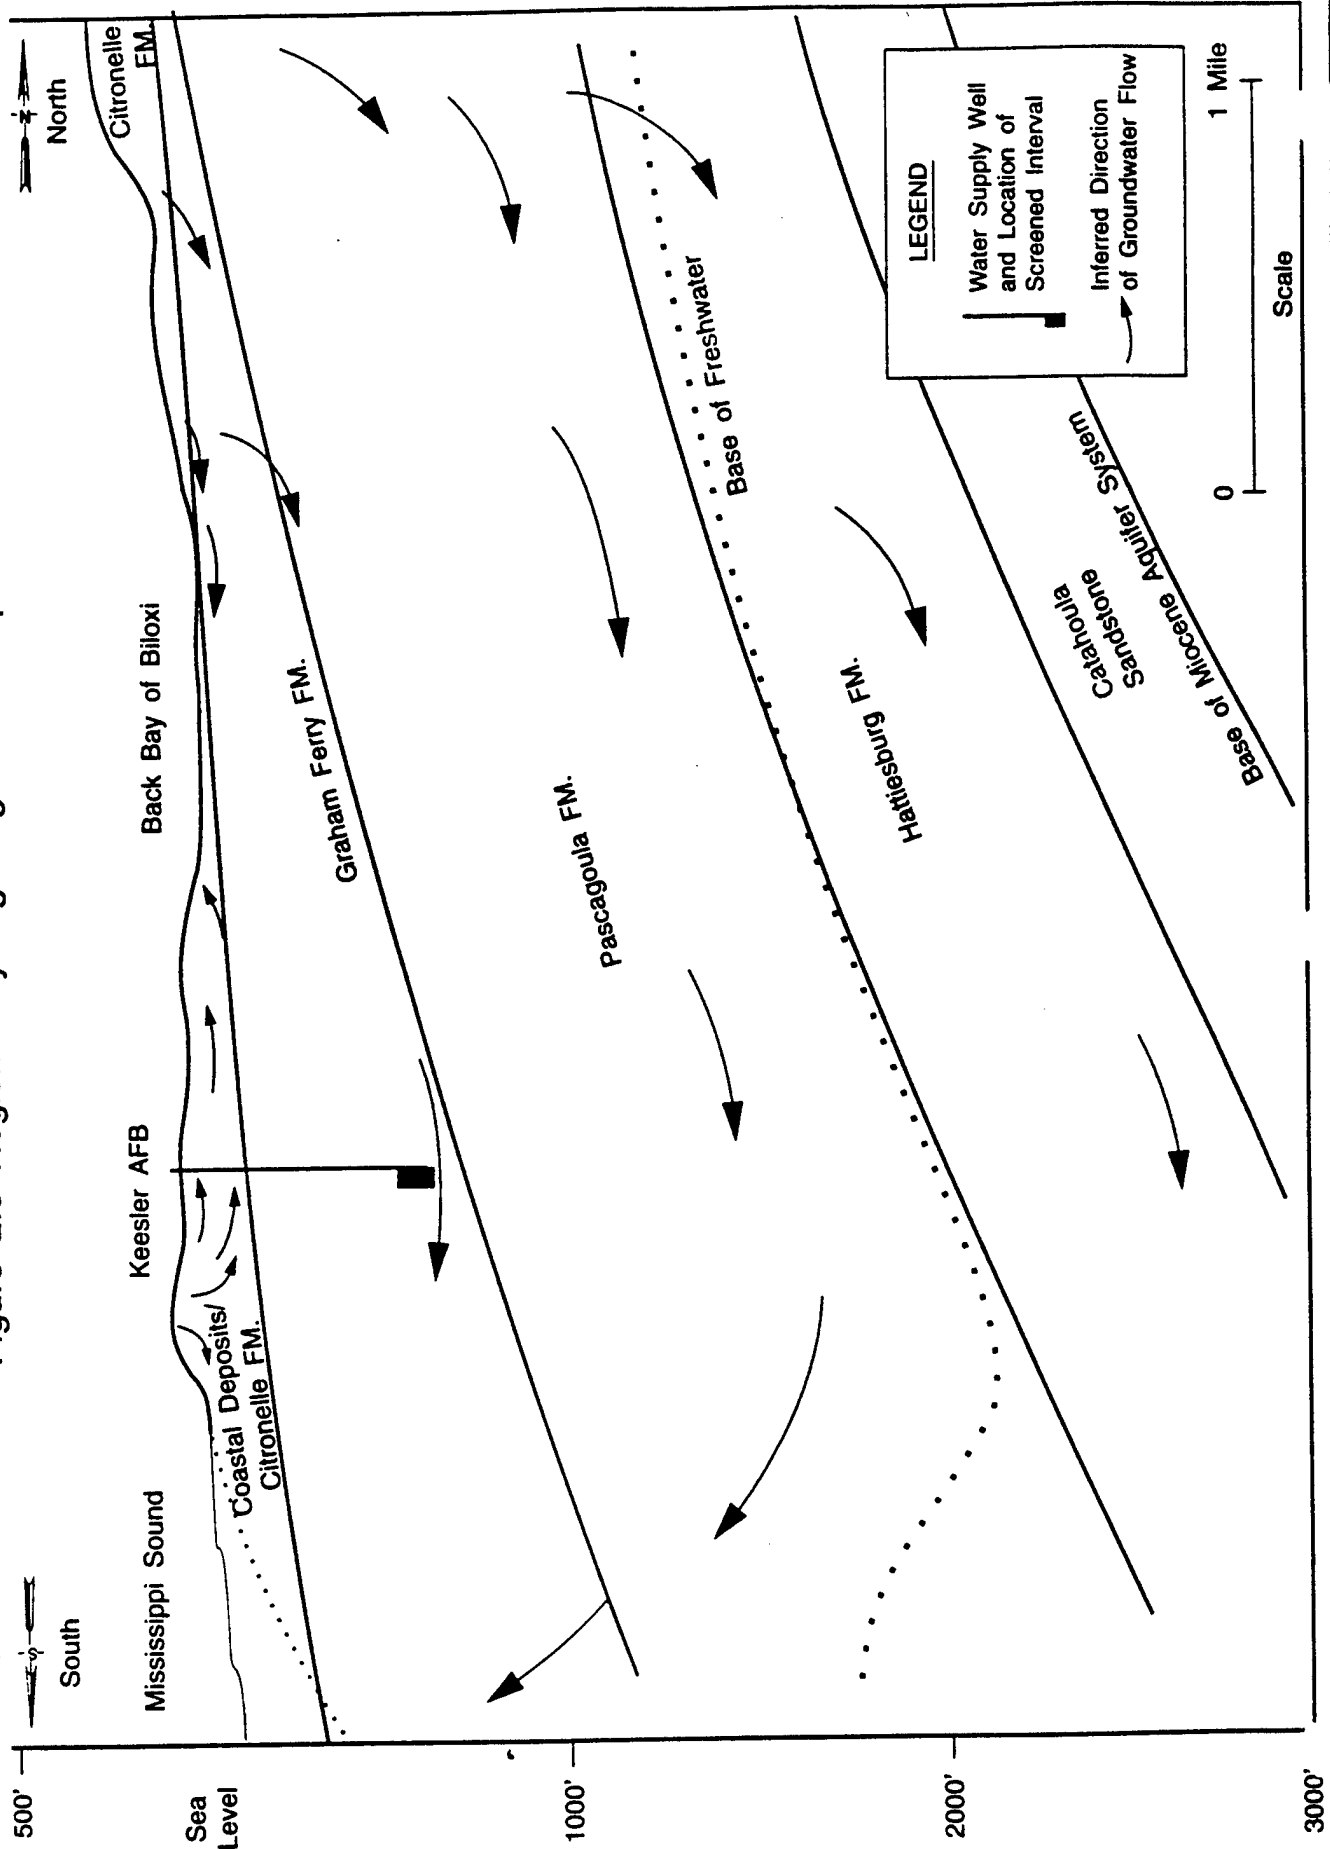 South
S
North
N
500'
Sea
Level
1000'
2000'
3000'
Mississippi Sound
Keesler AFB
Back Bay of Biloxi
Citronelle
FM.
Coastal Deposits/
Citronelle FM.
Graham Ferry FM.
Pascagoula FM.
Base of Freshwater
Hattiesburg FM.
Catahoula
Sandstone
Base of Miocene Aquifer System
LEGEND
Water Supply Well
and Location of
Screened Interval
Inferred Direction
of Groundwater Flow
0
1 Mile
Scale